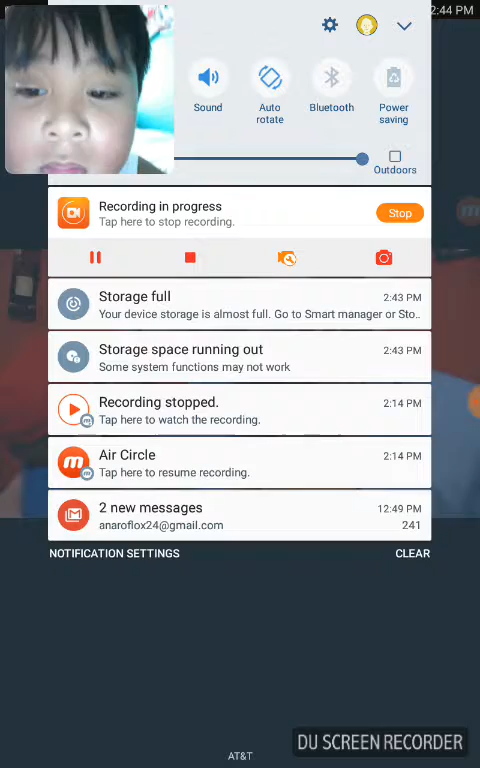 2:44 PM
Sound
Auto
rotate
Bluetooth
Power
saving
Outdoors
Recording in progress
Tap here to stop recording.
Stop
Storage full
2:43 PM
Your device storage is almost full. Go to Smart manager or Sto..
Storage space running out
2:43 PM
Some system functions may not work
Recording stopped.
2:14 PM
Tap here to watch the recording.
Air Circle
2:14 PM
Tap here to resume recording.
2 new messages
12:49 PM
anaroflox24@gmail.com
241
NOTIFICATION SETTINGS
CLEAR
DU SCREEN RECORDER
AT&T